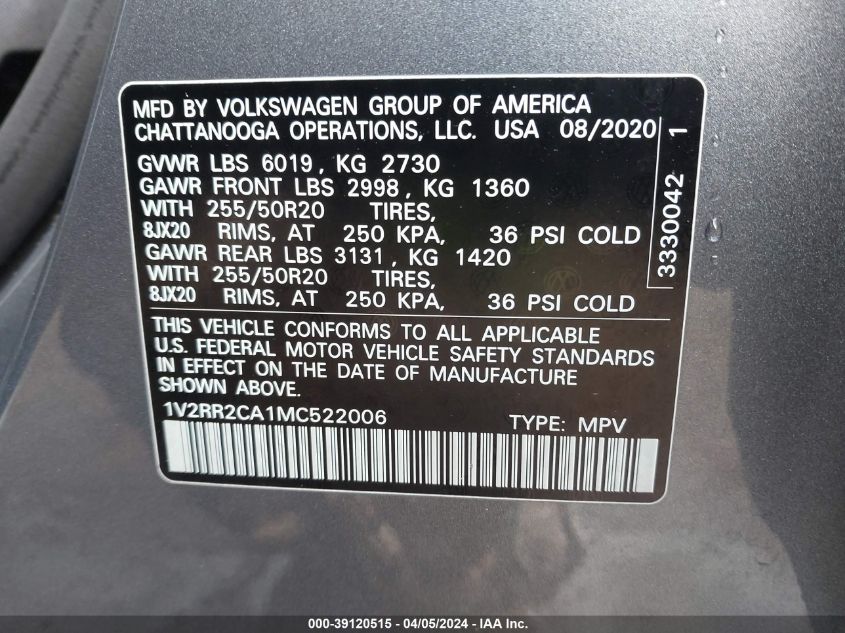 MFD BY VOLKSWAGEN GROUP OF AMERICA
CHATTANOOGA OPERATIONS, LLC. USA 08/2020
GVWR LBS 6019, KG 2730
GAWR FRONT LBS 2998, KG 1360
WITH 255/50R20 TIRES,
8JX20 RIMS, AT 250 KPA, 36 PSI COLD
GAWR REAR LBS 3131, KG 1420
WITH 255/50R20 TIRES,
8JX20 RIMS, AT 250 KPA, 36 PSI COLD
3330042 1
THIS VEHICLE CONFORMS TO ALL APPLICABLE
U.S. FEDERAL MOTOR VEHICLE SAFETY STANDARDS
IN EFFECT ON THE DATE OF MANUFACTURE
SHOWN ABOVE.
1V2RR2CA1MC522006 TYPE: MPV
000-39120515 - 04/05/2024 - IAA Inc.